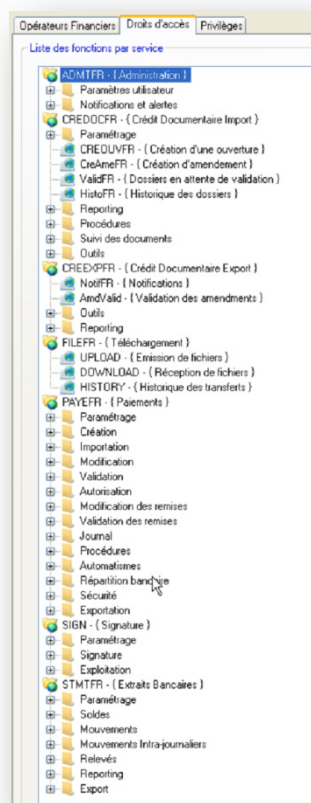 Opérateurs Financiers Droits d'accès Privilèges
Liste des fonctions par service
ADMTFR - { Administration }
Paramètres utilisateur
Notifications et alertes
CREDOCFR - { Crédit Documentaire Import }
Paramétrage
CREOUVFR - { Création d'une ouverture }
CreAmeFR - { Création d'amendement }
ValidFR - { Dossiers en attente de validation }
HistoFR - { Historique des dossiers }
Reporting
Procédures
Suivi des documents
Outils
CREEXPFR - { Crédit Documentaire Export }
NotifFR - { Notifications }
AmdValid - { Validation des amendments }
Outils
Reporting
FILEFR - { Téléchargement }
UPLOAD - { Emission de fichiers }
DOWNLOAD - { Réception de fichiers }
HISTORY - { Historique des transferts }
PAYEFR - { Paiements }
Paramétrage
Création
Importation
Modification
Validation
Autorisation
Modification des remises
Validation des remises
Journal
Procédures
Automatismes
Répartition bancaire
Sécurité
Exportation
SIGN - { Signature }
Paramétrage
Signature
Exploitation
STMTFR - { Extraits Bancaires }
Paramétrage
Soldes
Mouvements
Mouvements Intra-journaliers
Relevés
Reporting
Export